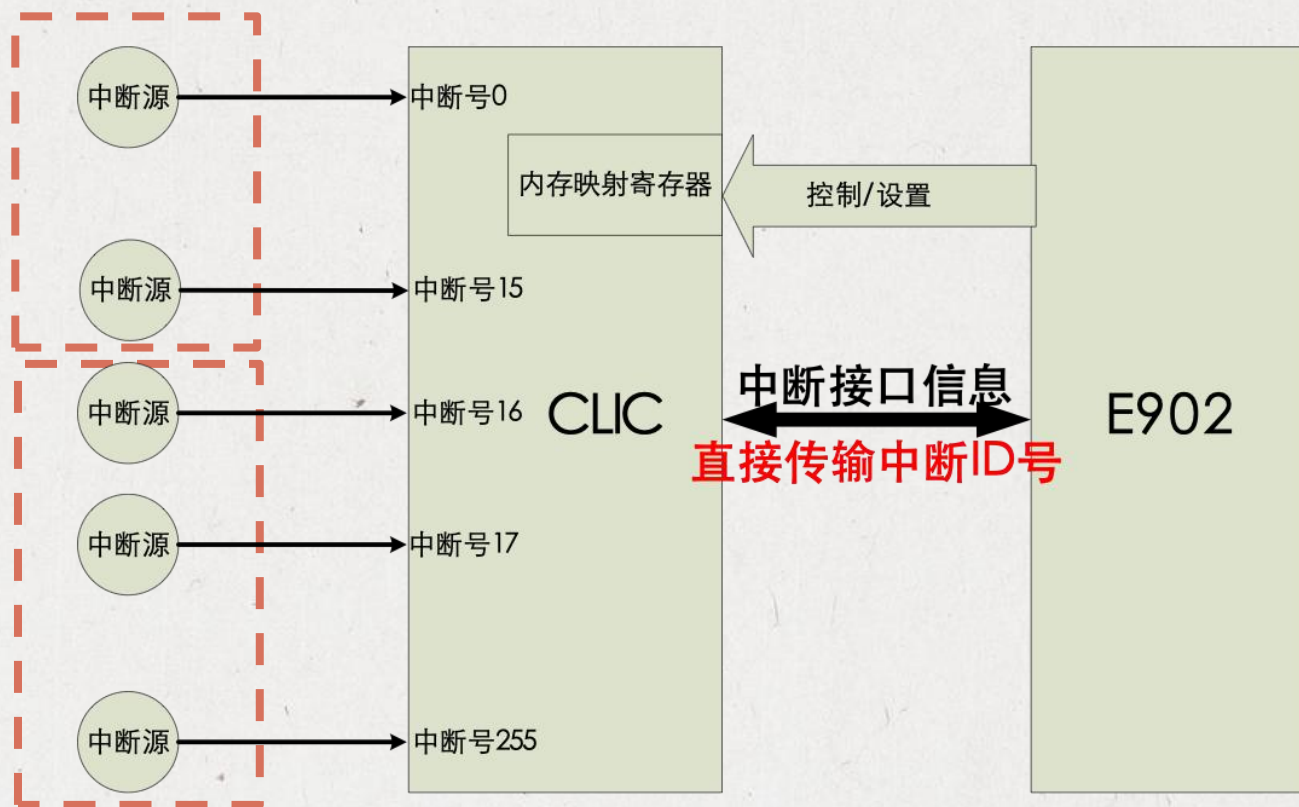 中断源
中断号0
内存映射寄存器
控制/设置
中断源
中断号15
中断接口信息
中断源
中断号16
CLIC
E902
直接传输中断ID号
中断源
中断号17
中断源
中断号255